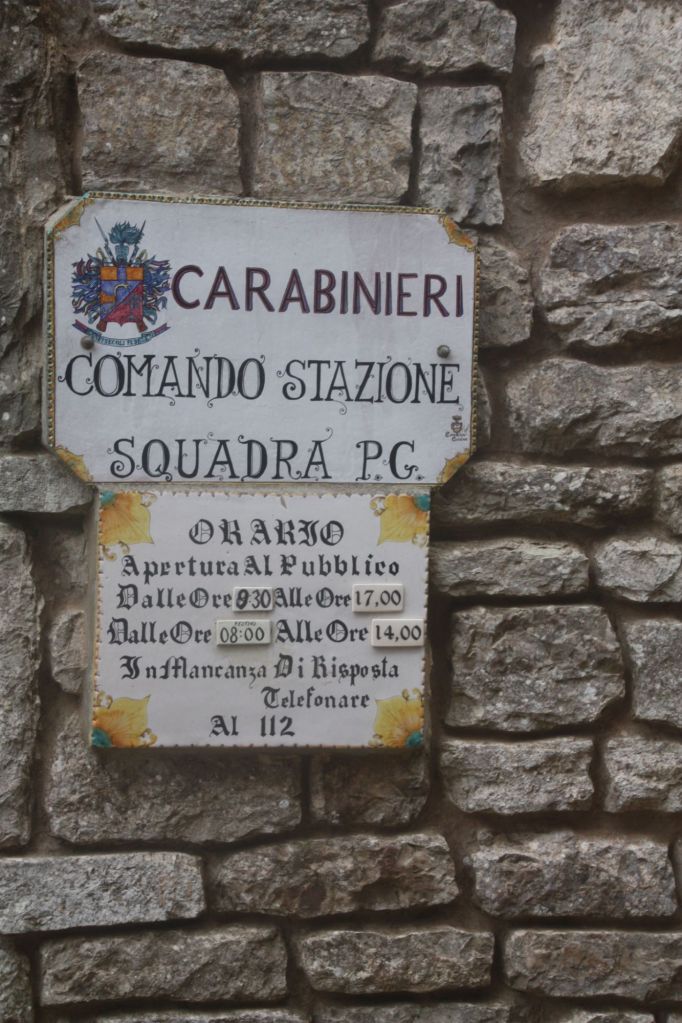 CARABINIERI
COMANDO STAZIONE
SQUADRA P.G.
ORARIO
Apertura Al Pubblico
Dalle Ore 8:30 Alle Ore 17,00
Dalle Ore 08:00 Alle Ore 14,00
In Mancanza Di Risposta
Telefonare
Al 112